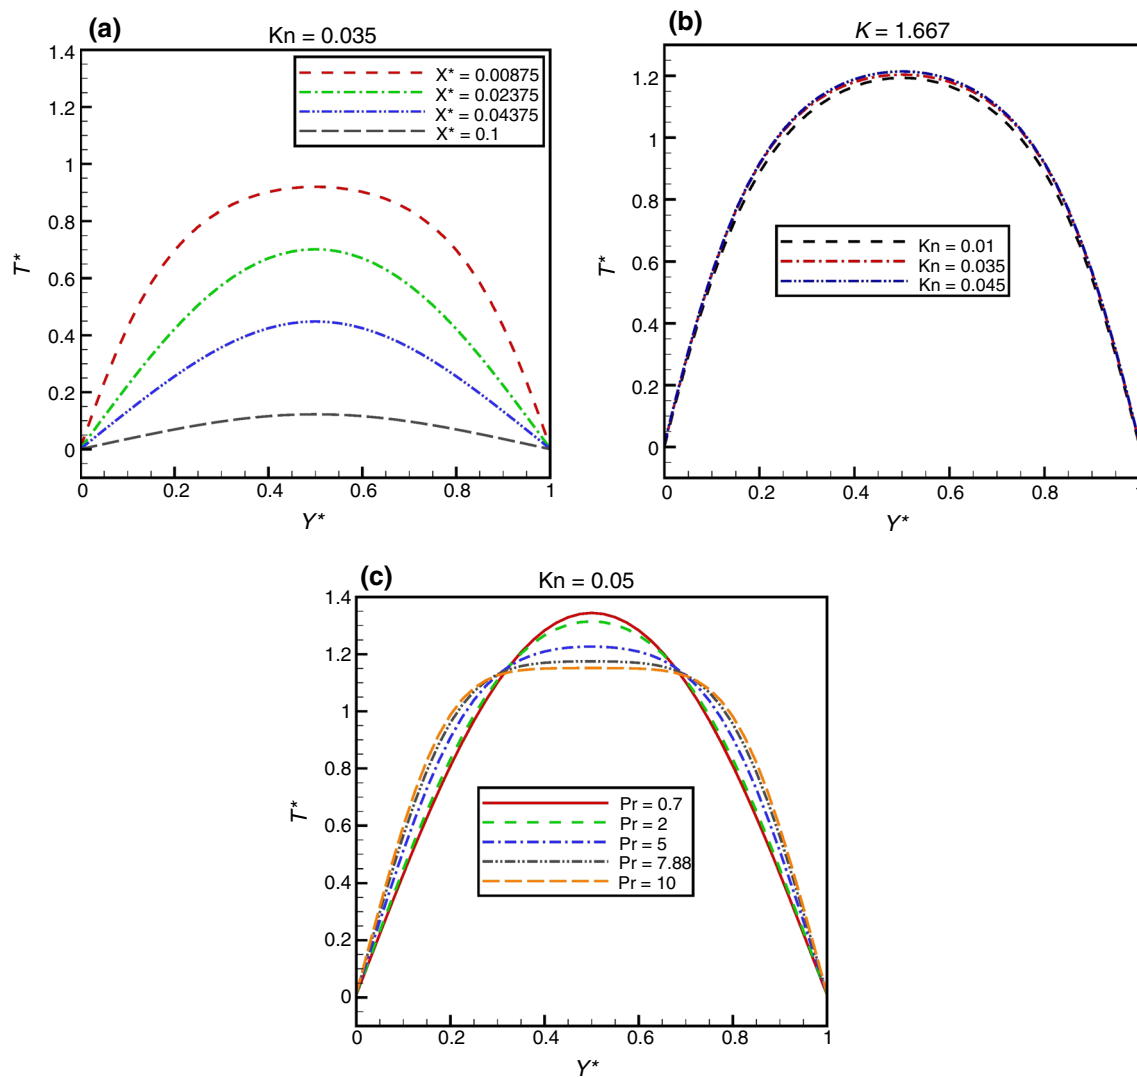 (a)
Kn = 0.035
1.4
1.2
1
0.8
0.6
0.4
0.2
0
T*
X* = 0.00875
X* = 0.02375
X* = 0.04375
X* = 0.1
0 0.2 0.4 0.6 0.8 1
Y*
(b)
K = 1.667
1.2
1
0.8
0.6
0.4
0.2
0
T*
Kn = 0.01
Kn = 0.035
Kn = 0.045
0 0.2 0.4 0.6 0.8 1
Y*
(c)
Kn = 0.05
1.4
1.2
1
0.8
0.6
0.4
0.2
0
T*
Pr = 0.7
Pr = 2
Pr = 5
Pr = 7.88
Pr = 10
0 0.2 0.4 0.6 0.8 1
Y*